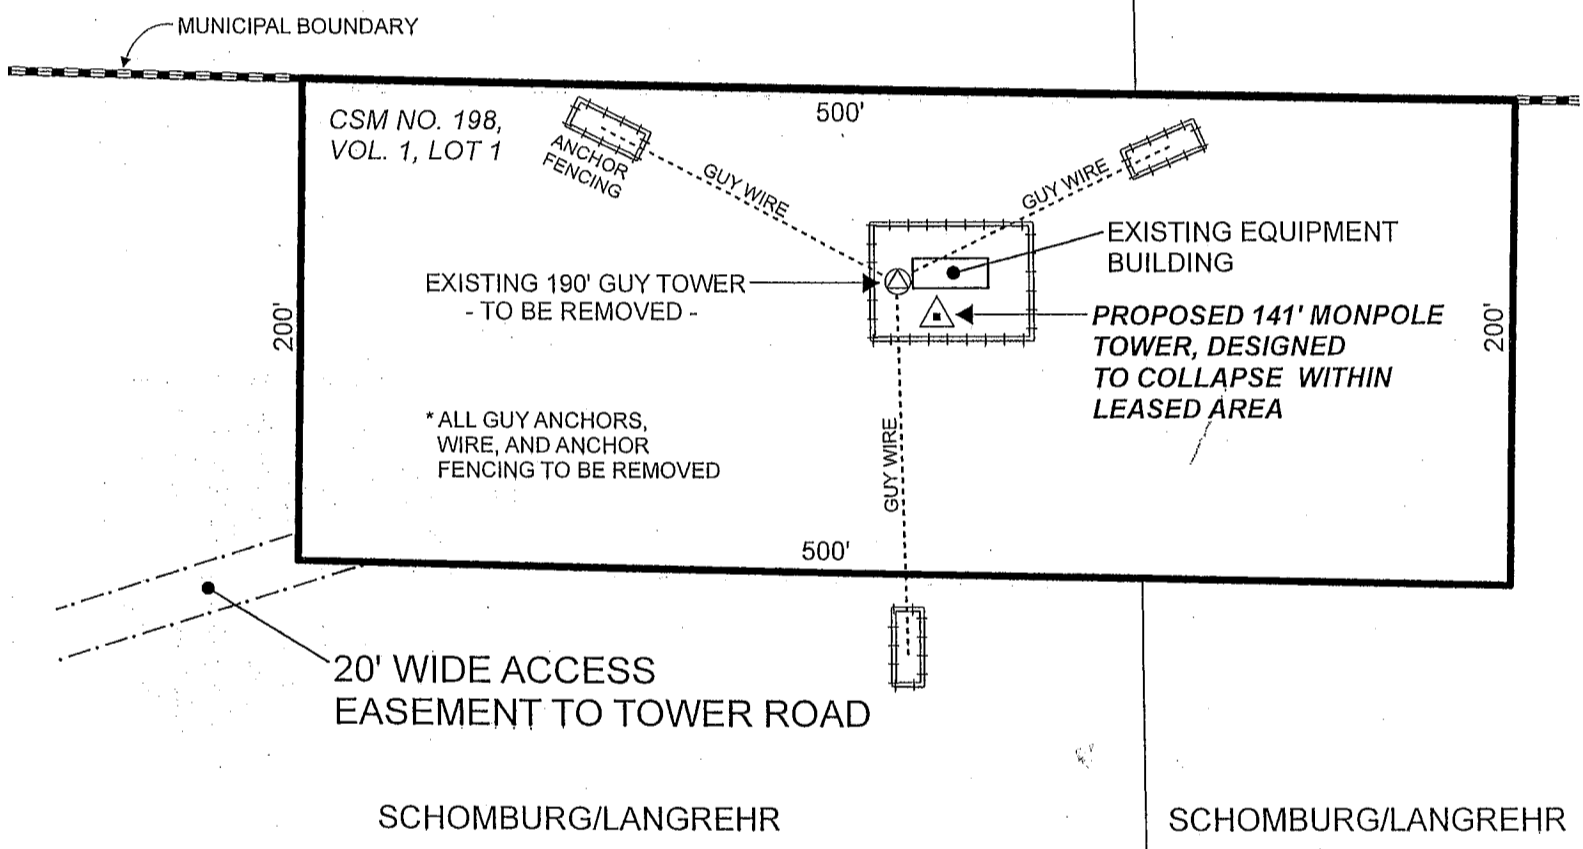 MUNICIPAL BOUNDARY
CSM NO. 198,
VOL. 1, LOT 1
500'
ANCHOR
FENCING
GUY WIRE
GUY WIRE
EXISTING EQUIPMENT
BUILDING
EXISTING 190' GUY TOWER
- TO BE REMOVED -
200'
PROPOSED 141' MONPOLE
TOWER, DESIGNED
TO COLLAPSE WITHIN
LEASED AREA
200'
* ALL GUY ANCHORS,
WIRE, AND ANCHOR
FENCING TO BE REMOVED
GUY WIRE
500'
20' WIDE ACCESS
EASEMENT TO TOWER ROAD
SCHOMBURG/LANGREHR
SCHOMBURG/LANGREHR